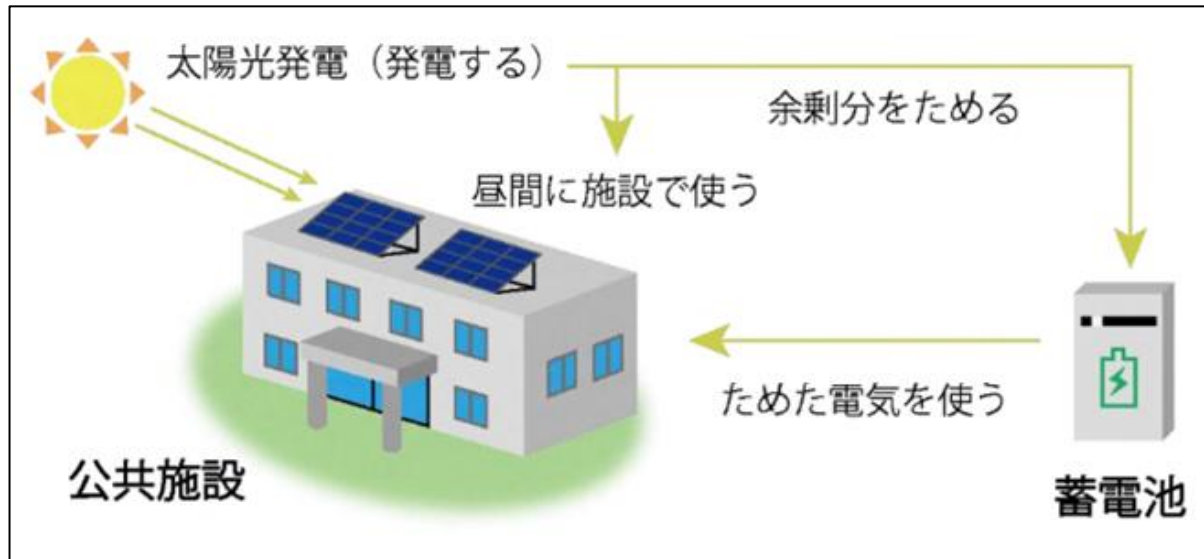 太陽光発電（発電する）
余剰分をためる
昼間に施設で使う
ためた電気を使う
公共施設
蓄電池